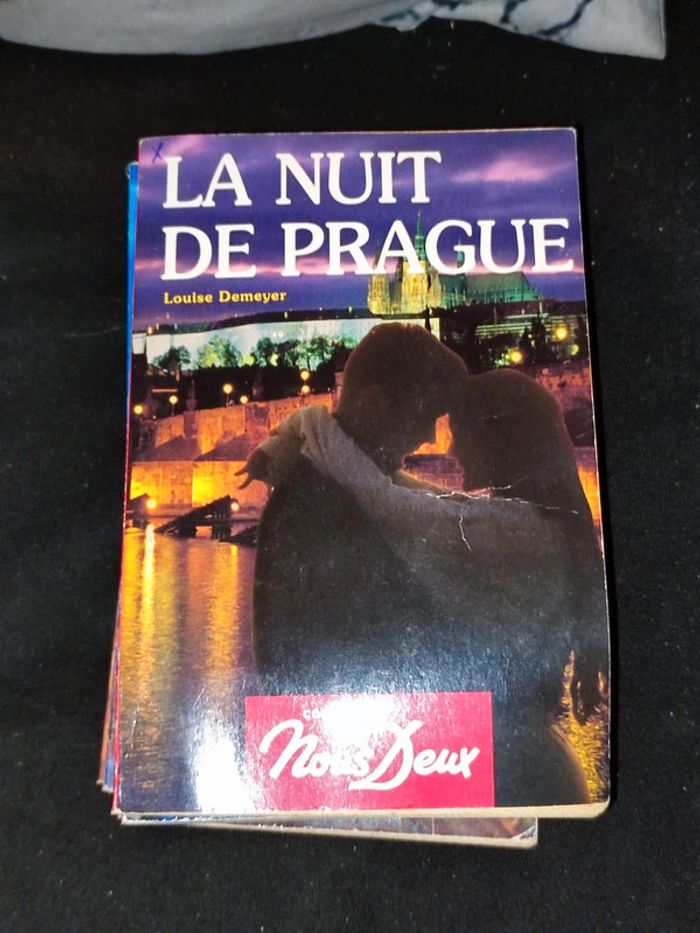 LA NUIT
DE PRAGUE
Louise Demeyer
Nous Deux